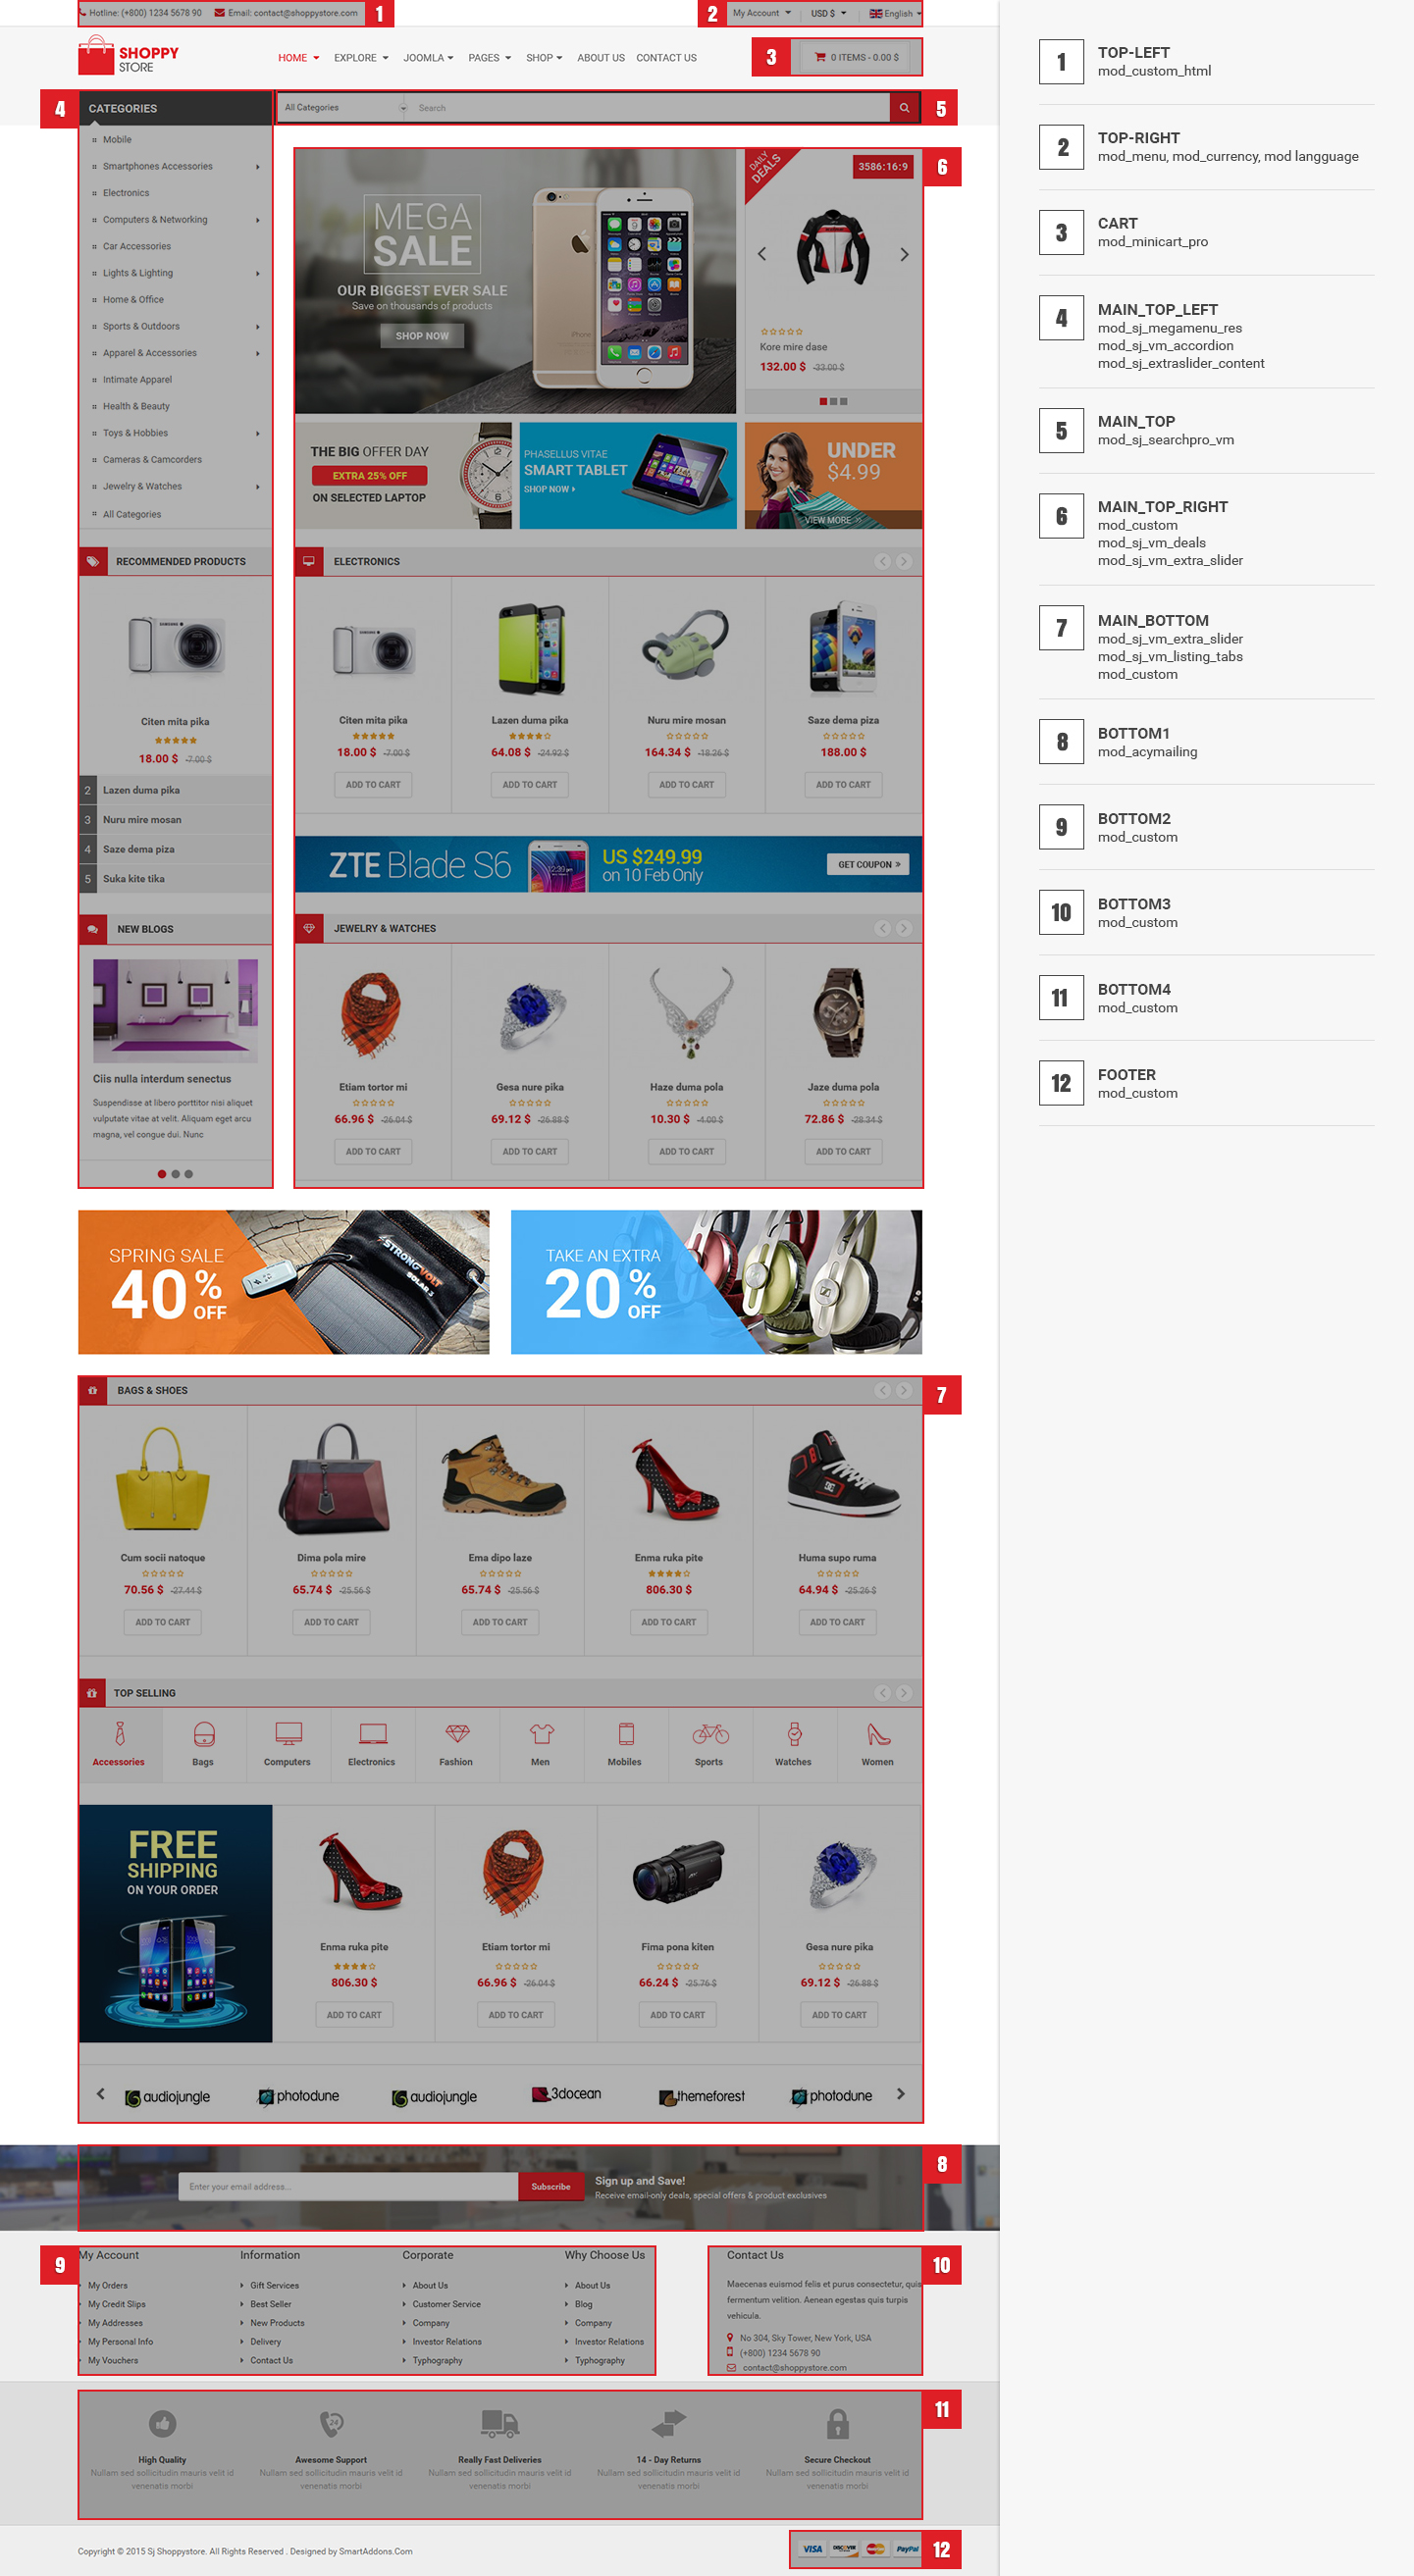 Hotline: (+800) 1234 5678 90 Email: contact@shoppystore.com 1
2 My Account USD $ English
SHOPPY
STORE
HOME EXPLORE JOOMLA PAGES SHOP ABOUT US CONTACT US
3 0 ITEMS - 0.00 $
4 CATEGORIES
All Categories Search 5
Mobile
Smartphones Accessories
Electronics
Computers & Networking
Car Accessories
Lights & Lighting
Home & Office
Sports & Outdoors
Apparel & Accessories
Intimate Apparel
Health & Beauty
Toys & Hobbies
Cameras & Camcorders
Jewelry & Watches
All Categories
6
MEGA
SALE
OUR BIGGEST EVER SALE
Save on thousands of products
SHOP NOW
iPhone
DAILY
DEALS
3586:16:9
Kore mire dase
132.00 $ -33.00 $
THE BIG OFFER DAY
EXTRA 25% OFF
ON SELECTED LAPTOP
PHASELLUS VITAE
SMART TABLET
SHOP NOW
UNDER
$4.99
VIEW MORE
RECOMMENDED PRODUCTS
SAMSUNG
Citen mita pika
18.00 $ -7.00 $
2 Lazen duma pika
3 Nuru mire mosan
4 Saze dema piza
5 Suka kite tika
NEW BLOGS
Ciis nulla interdum senectus
Suspendisse at libero porttitor nisi aliquet
vulputate vitae at velit. Aliquam eget arcu
magna, vel congue dui. Nunc
ELECTRONICS
SAMSUNG
Citen mita pika Lazen duma pika Nuru mire mosan Saze dema piza
18.00 $ -7.00 $ 64.08 $ -24.92 $ 164.34 $ -18.26 $ 188.00 $
ADD TO CART ADD TO CART ADD TO CART ADD TO CART
ZTE Blade S6
US $249.99
on 10 Feb Only
GET COUPON »
JEWELRY & WATCHES
Etiam tortor mi Gesa nure pika Haze duma pola Jaze duma pola
66.96 $ -26.04 $ 69.12 $ -26.88 $ 10.30 $ -4.00 $ 72.86 $ -28.34 $
ADD TO CART ADD TO CART ADD TO CART ADD TO CART
SPRING SALE
40%
OFF
STRONG VOLT
SOLAR 3
TAKE AN EXTRA
20%
OFF
BAGS & SHOES
7
Cum socii natoque Dima pola mire Ema dipo laze Enma ruka pite Huma supo ruma
70.56 $ -27.44 $ 65.74 $ -25.56 $ 65.74 $ -25.56 $ 806.30 $ 64.94 $ -25.26 $
ADD TO CART ADD TO CART ADD TO CART ADD TO CART ADD TO CART
TOP SELLING
Accessories Bags Computers Electronics Fashion Men Mobiles Sports Watches Women
FREE
SHIPPING
ON YOUR ORDER
Enma ruka pite Etiam tortor mi Fima pona kiten Gesa nure pika
806.30 $ 66.96 $ -26.04 $ 66.24 $ -25.76 $ 69.12 $ -26.88 $
ADD TO CART ADD TO CART ADD TO CART ADD TO CART
audiojungle photodune audiojungle 3docean themeforest photodune
8
Enter your email address... Subscribe
Sign up and Save!
Receive email-only deals, special offers & product exclusives
9
My Account Information Corporate Why Choose Us
My Orders Gift Services About Us About Us
My Credit Slips Best Seller Customer Service Blog
My Addresses New Products Company Company
My Personal Info Delivery Investor Relations Investor Relations
My Vouchers Contact Us Typhography Typhography
10
Contact Us
Maecenas euismod felis et purus consectetur, quis
fermentum velition. Aenean egestas quis turpis
vehicula.
No 304, Sky Tower, New York, USA
(+800) 1234 5678 90
contact@shoppystore.com
11
24
High Quality Awesome Support Really Fast Deliveries 14 - Day Returns Secure Checkout
Nullam sed sollicitudin mauris velit id Nullam sed sollicitudin mauris velit id Nullam sed sollicitudin mauris velit id Nullam sed sollicitudin mauris velit id Nullam sed sollicitudin mauris velit id
venenatis morbi venenatis morbi venenatis morbi venenatis morbi venenatis morbi
Copyright © 2015 Sj Shoppystore. All Rights Reserved . Designed by SmartAddons.Com
VISA DISCOVER MasterCard PayPal 12
1 TOP-LEFT
mod_custom_html
2 TOP-RIGHT
mod_menu, mod_currency, mod langguage
3 CART
mod_minicart_pro
4 MAIN_TOP_LEFT
mod_sj_megamenu_res
mod_sj_vm_accordion
mod_sj_extraslider_content
5 MAIN_TOP
mod_sj_searchpro_vm
6 MAIN_TOP_RIGHT
mod_custom
mod_sj_vm_deals
mod_sj_vm_extra_slider
7 MAIN_BOTTOM
mod_sj_vm_extra_slider
mod_sj_vm_listing_tabs
mod_custom
8 BOTTOM1
mod_acymailing
9 BOTTOM2
mod_custom
10 BOTTOM3
mod_custom
11 BOTTOM4
mod_custom
12 FOOTER
mod_custom